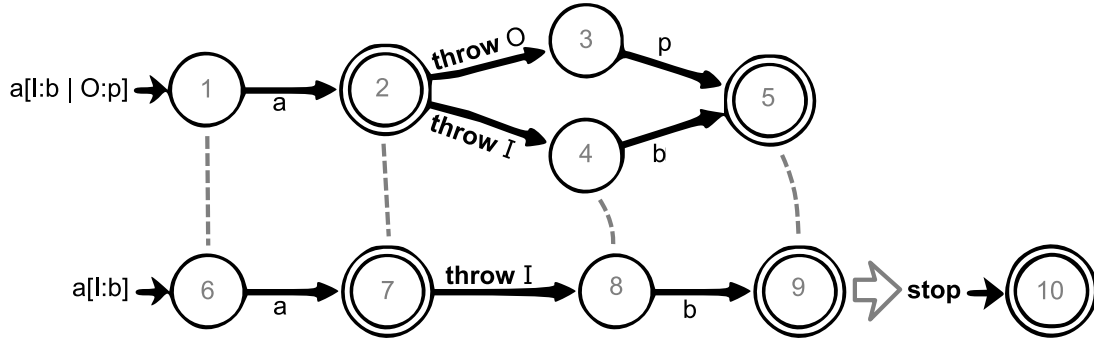 throw O
3
p
a[I:b | O:p]
1
a
2
5
throw I
4
b
a[I:b]
6
a
7
throw I
8
b
9
stop
10